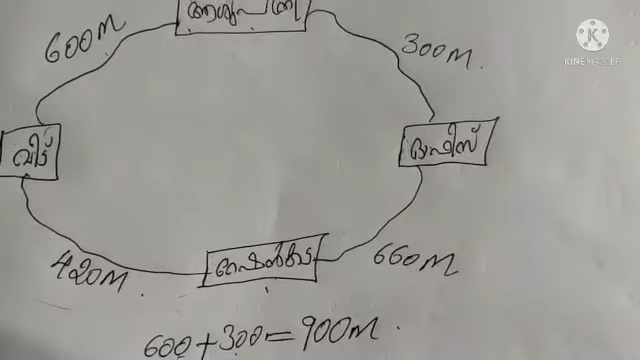 ആശുപത്രി
600M
300M.
KINEMASTER
വീട്
ഓഫീസ്
420M.
660M
600+300=900M.